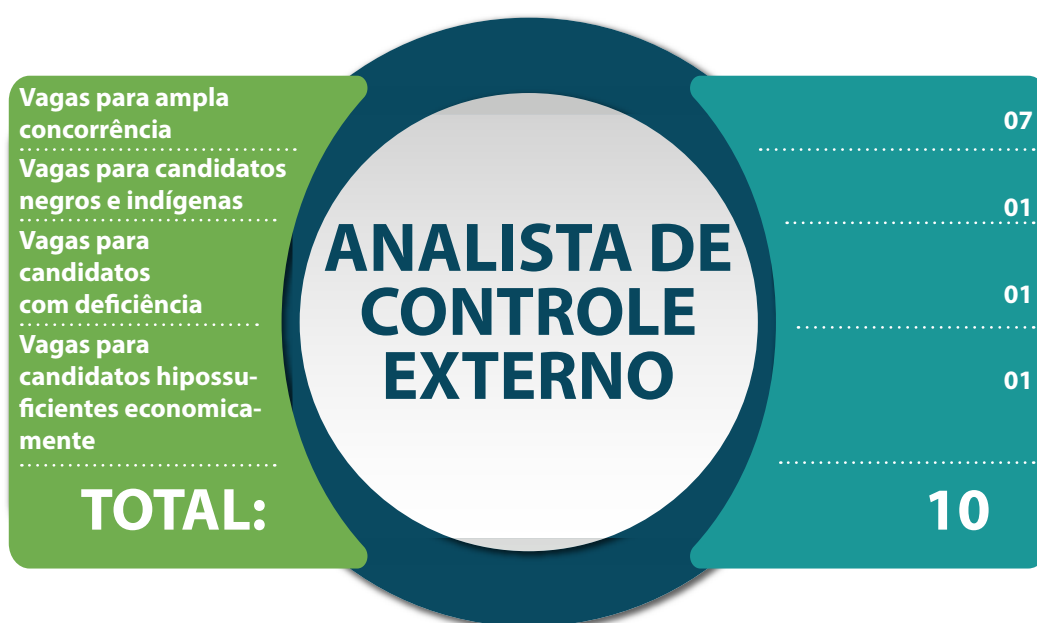 Vagas para ampla
concorrência
07
Vagas para candidatos
negros e indígenas
01
Vagas para
candidatos
com deficiência
01
Vagas para
candidatos hipossu-
ficientes economica-
mente
01
TOTAL:
10
ANALISTA DE
CONTROLE
EXTERNO